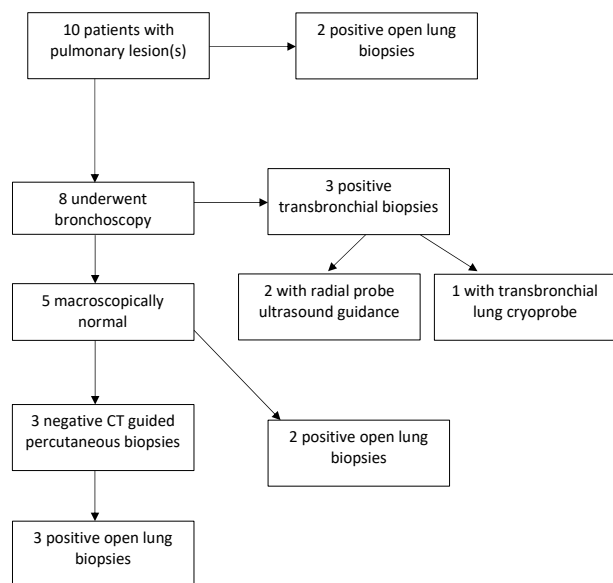 10 patients with
pulmonary lesion(s)
2 positive open lung
biopsies
8 underwent
bronchoscopy
3 positive
transbronchial biopsies
2 with radial probe
ultrasound guidance
1 with transbronchial
lung cryoprobe
5 macroscopically
normal
3 negative CT guided
percutaneous biopsies
2 positive open lung
biopsies
3 positive open lung
biopsies